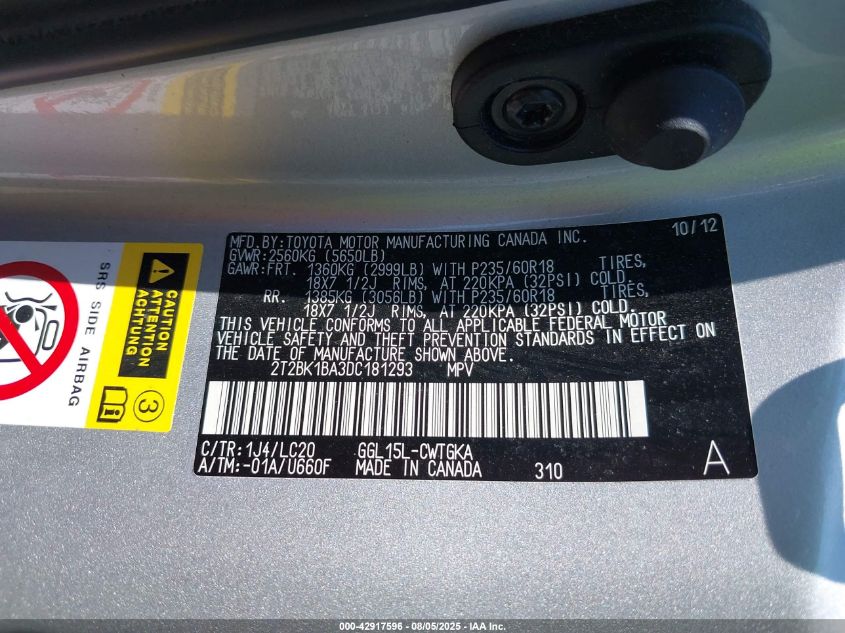 MFD.BY:TOYOTA MOTOR MANUFACTURING CANADA INC. 10/12
GVWR:2560KG (5650LB)
GAWR:FRT. 1360KG (2999LB) WITH P235/60R18 TIRES,
18X7 1/2J RIMS, AT 220KPA (32PSI) COLD,
RR. 1385KG (3056LB) WITH P235/60R18 TIRES,
18X7 1/2J RIMS, AT 220KPA (32PSI) COLD.
THIS VEHICLE CONFORMS TO ALL APPLICABLE FEDERAL MOTOR
VEHICLE SAFETY AND THEFT PREVENTION STANDARDS IN EFFECT ON
THE DATE OF MANUFACTURE SHOWN ABOVE.
2T2BK1BA3DC181293 MPV
C/TR:1J4/LC20 GGL15L-CWTGKA
A/TM:-01A/U660F MADE IN CANADA 310 A
SRS SIDE AIRBAG
CAUTION
ATTENTION
ACHTUNG
3
000-42917596 - 08/05/2025 - IAA Inc.